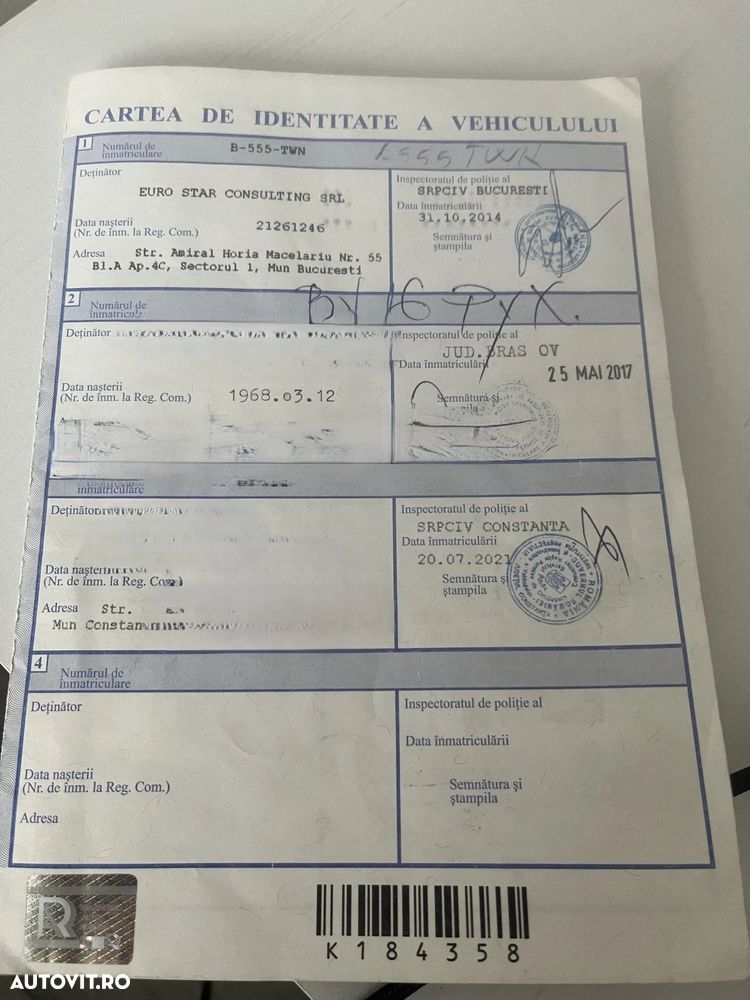 CARTEA DE IDENTITATE A VEHICULULUI
1 Numărul de înmatriculare B-555-TWN
Deținător
EURO STAR CONSULTING SRL
Data nașterii
(Nr. de înm. la Reg. Com.) 21261246
Adresa Str. Amiral Horia Macelariu Nr. 55
Bl.A Ap.4C, Sectorul 1, Mun Bucuresti
Inspectoratul de poliție al
SRPCIV BUCURESTI
Data înmatriculării
31.10.2014
Semnătura și
ștampila
2 Numărul de
înmatricula
Deținător
Data nașterii
(Nr. de înm. la Reg. Com.) 1968.03.12
Inspectoratul de poliție al
JUD.BRAS OV
Data înmatriculării
25 MAI 2017
Semnătura și
înmatriculare
Deținător
Data nașterii
(Nr. de înm. la Reg. Com.)
Adresa Str.
Mun Constan
Inspectoratul de poliție al
SRPCIV CONSTANTA
Data înmatriculării
20.07.2021
Semnătura și
ștampila
4 Numărul de
înmatriculare
Deținător
Data nașterii
(Nr. de înm. la Reg. Com.)
Adresa
Inspectoratul de poliție al
Data înmatriculării
Semnătura și
ștampila
R
K184358
AUTOVIT.RO